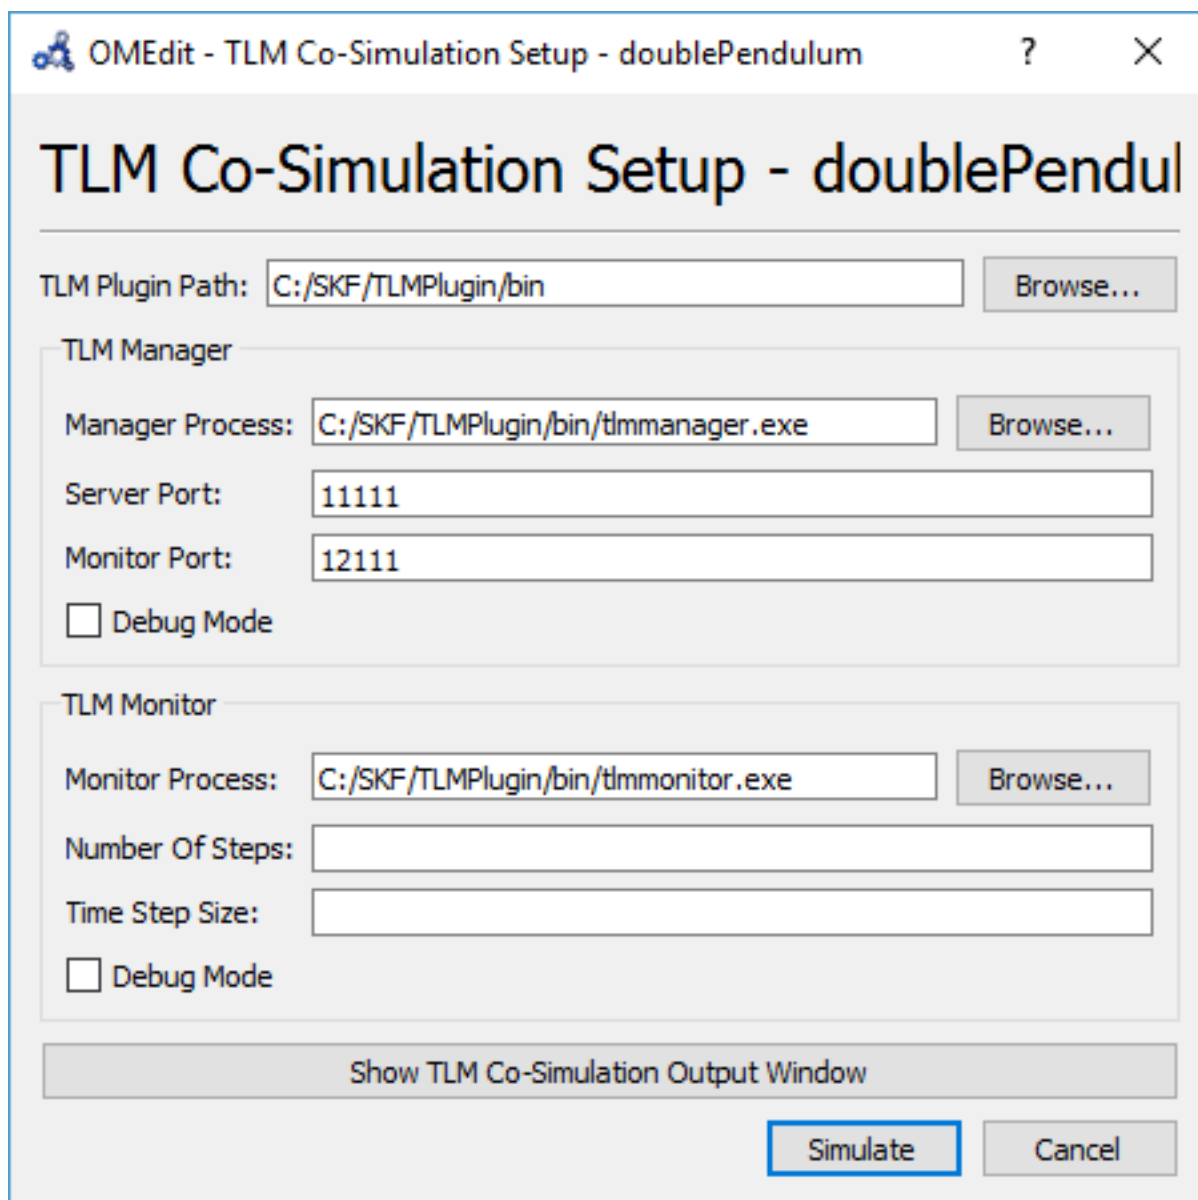 OMEdit - TLM Co-Simulation Setup - doublePendulum ?
TLM Co-Simulation Setup - doublePendul
TLM Plugin Path: C:/SKF/TLMPlugin/bin Browse...
TLM Manager
Manager Process: C:/SKF/TLMPlugin/bin/tlmmanager.exe Browse...
Server Port: 11111
Monitor Port: 12111
Debug Mode
TLM Monitor
Monitor Process: C:/SKF/TLMPlugin/bin/tlmmonitor.exe Browse...
Number Of Steps:
Time Step Size:
Debug Mode
Show TLM Co-Simulation Output Window
Simulate Cancel